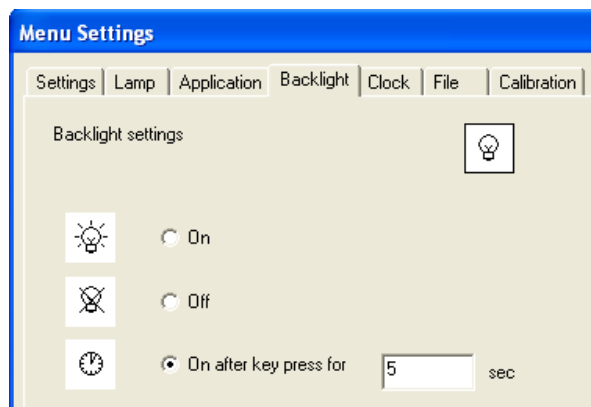 Menu Settings
Settings Lamp Application Backlight Clock File Calibration
Backlight settings
On
Off
On after key press for 5 sec